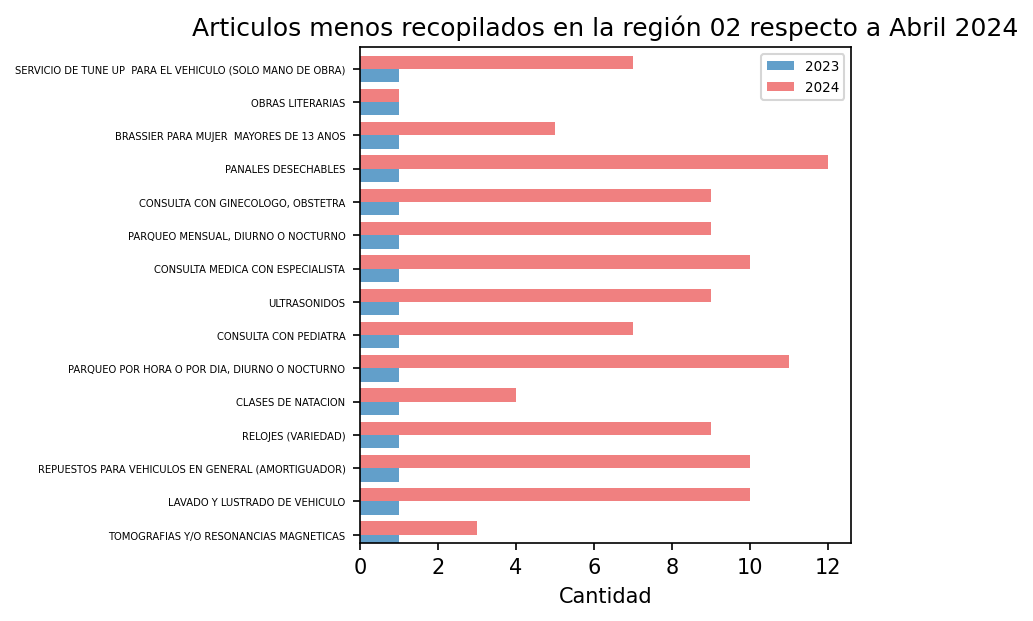 Articulos menos recopilados en la región 02 respecto a Abril 2024
2023
2024
SERVICIO DE TUNE UP  PARA EL VEHICULO (SOLO MANO DE OBRA)
OBRAS LITERARIAS
BRASSIER PARA MUJER  MAYORES DE 13 ANOS
PANALES DESECHABLES
CONSULTA CON GINECOLOGO, OBSTETRA
PARQUEO MENSUAL, DIURNO O NOCTURNO
CONSULTA MEDICA CON ESPECIALISTA
ULTRASONIDOS
CONSULTA CON PEDIATRA
PARQUEO POR HORA O POR DIA, DIURNO O NOCTURNO
CLASES DE NATACION
RELOJES (VARIEDAD)
REPUESTOS PARA VEHICULOS EN GENERAL (AMORTIGUADOR)
LAVADO Y LUSTRADO DE VEHICULO
TOMOGRAFIAS Y/O RESONANCIAS MAGNETICAS
0 2 4 6 8 10 12
Cantidad